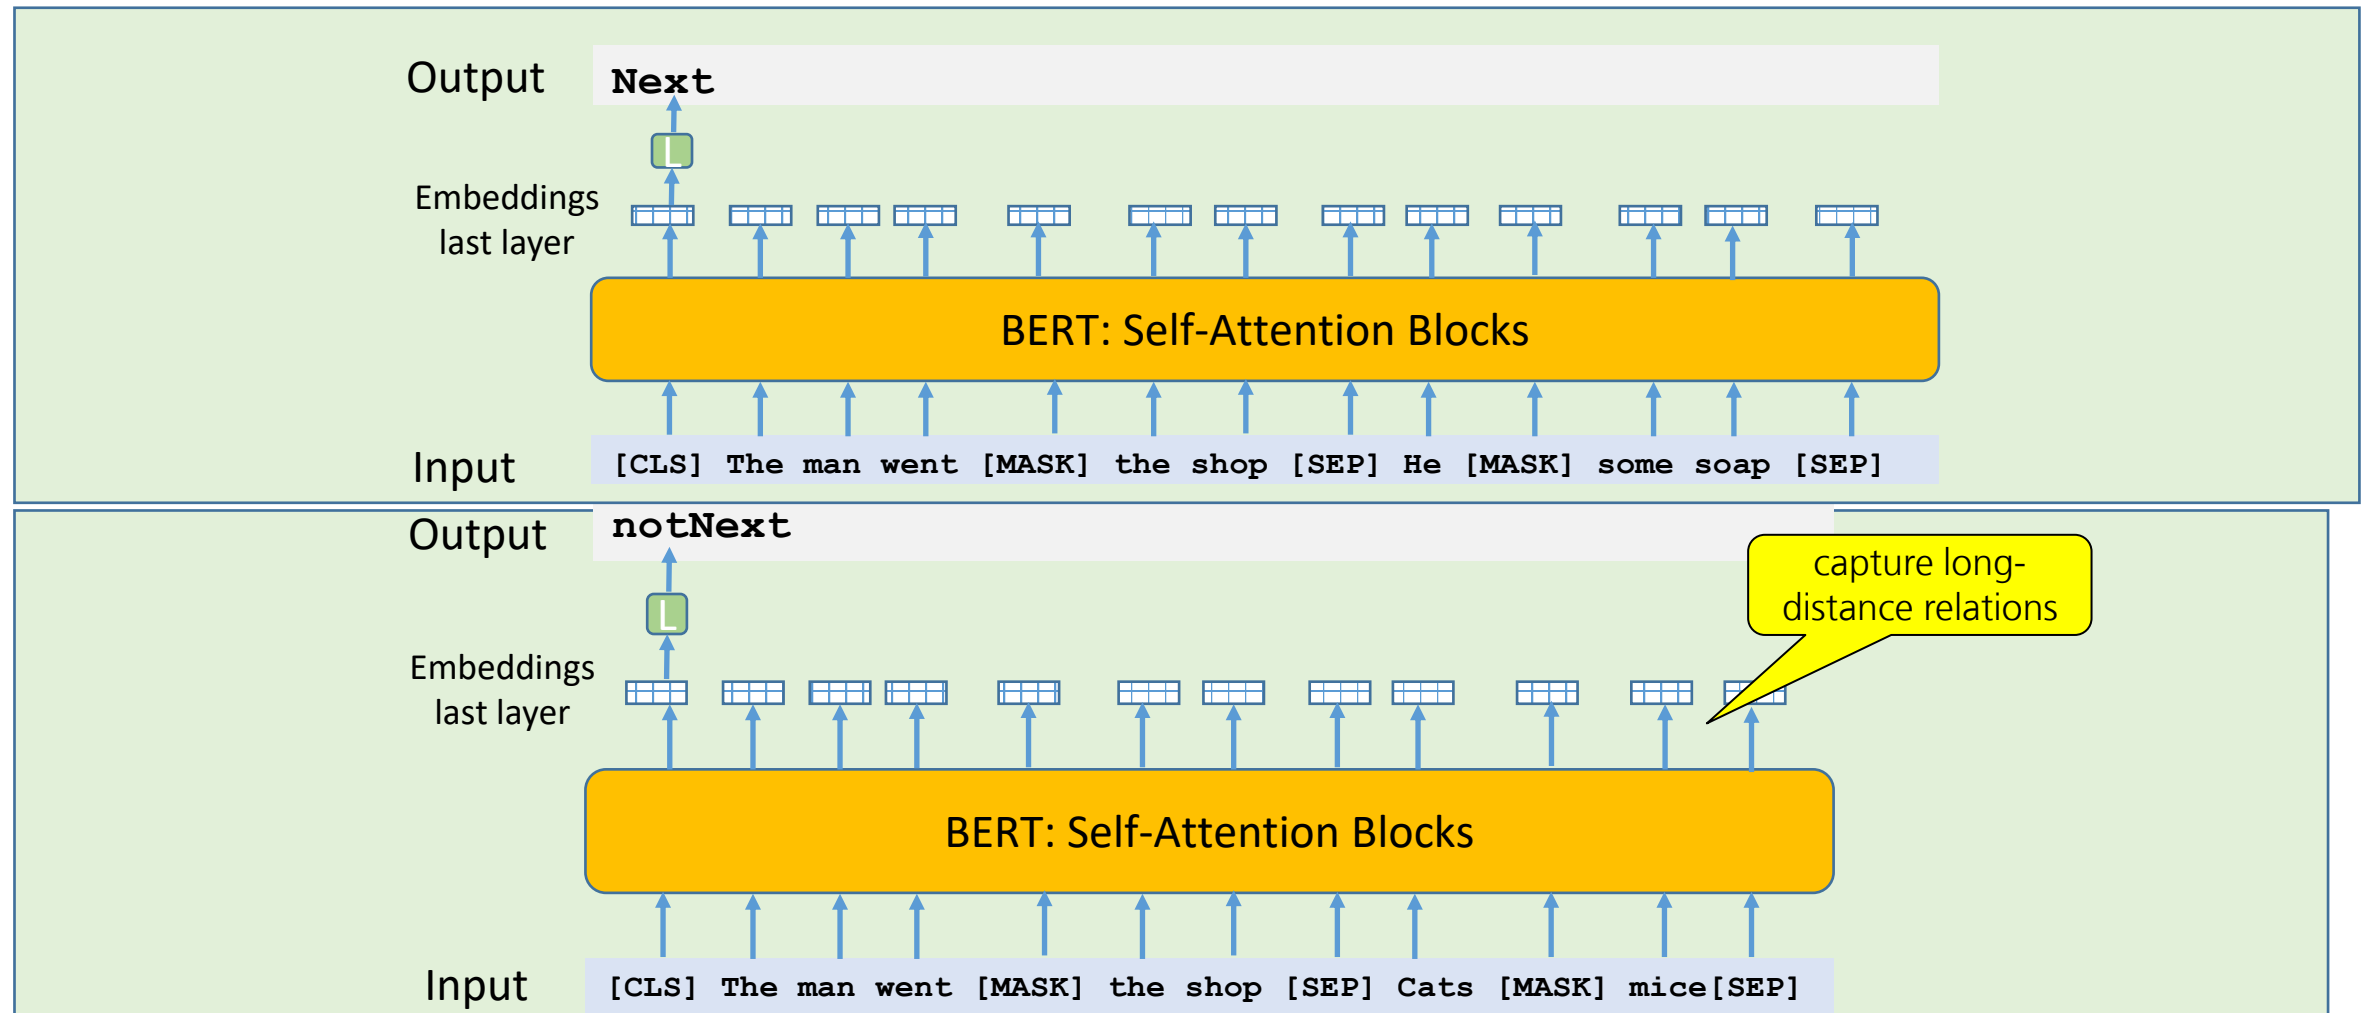 Output Next
L
Embeddings
last layer
BERT: Self-Attention Blocks
Input [CLS] The man went [MASK] the shop [SEP] He [MASK] some soap [SEP]
Output notNext
capture long-
distance relations
L
Embeddings
last layer
BERT: Self-Attention Blocks
Input [CLS] The man went [MASK] the shop [SEP] Cats [MASK] mice[SEP]